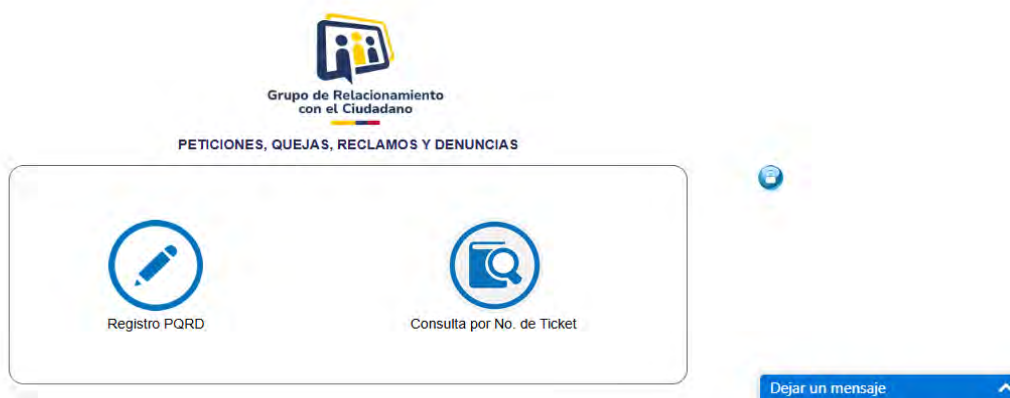 Grupo de Relacionamiento
con el Ciudadano
PETICIONES, QUEJAS, RECLAMOS Y DENUNCIAS
Registro PQRD
Consulta por No. de Ticket
Dejar un mensaje